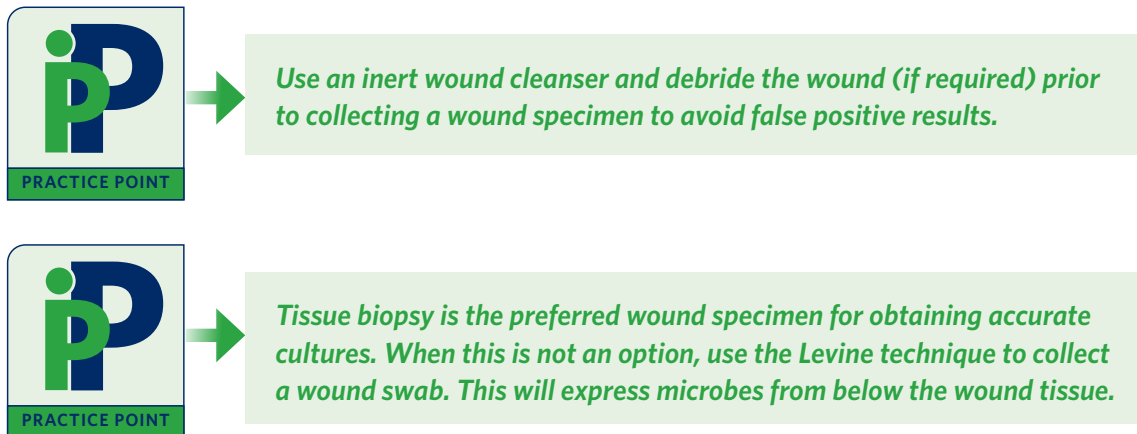 iPP
PRACTICE POINT
Use an inert wound cleanser and debride the wound (if required) prior
to collecting a wound specimen to avoid false positive results.
iPP
PRACTICE POINT
Tissue biopsy is the preferred wound specimen for obtaining accurate
cultures. When this is not an option, use the Levine technique to collect
a wound swab. This will express microbes from below the wound tissue.